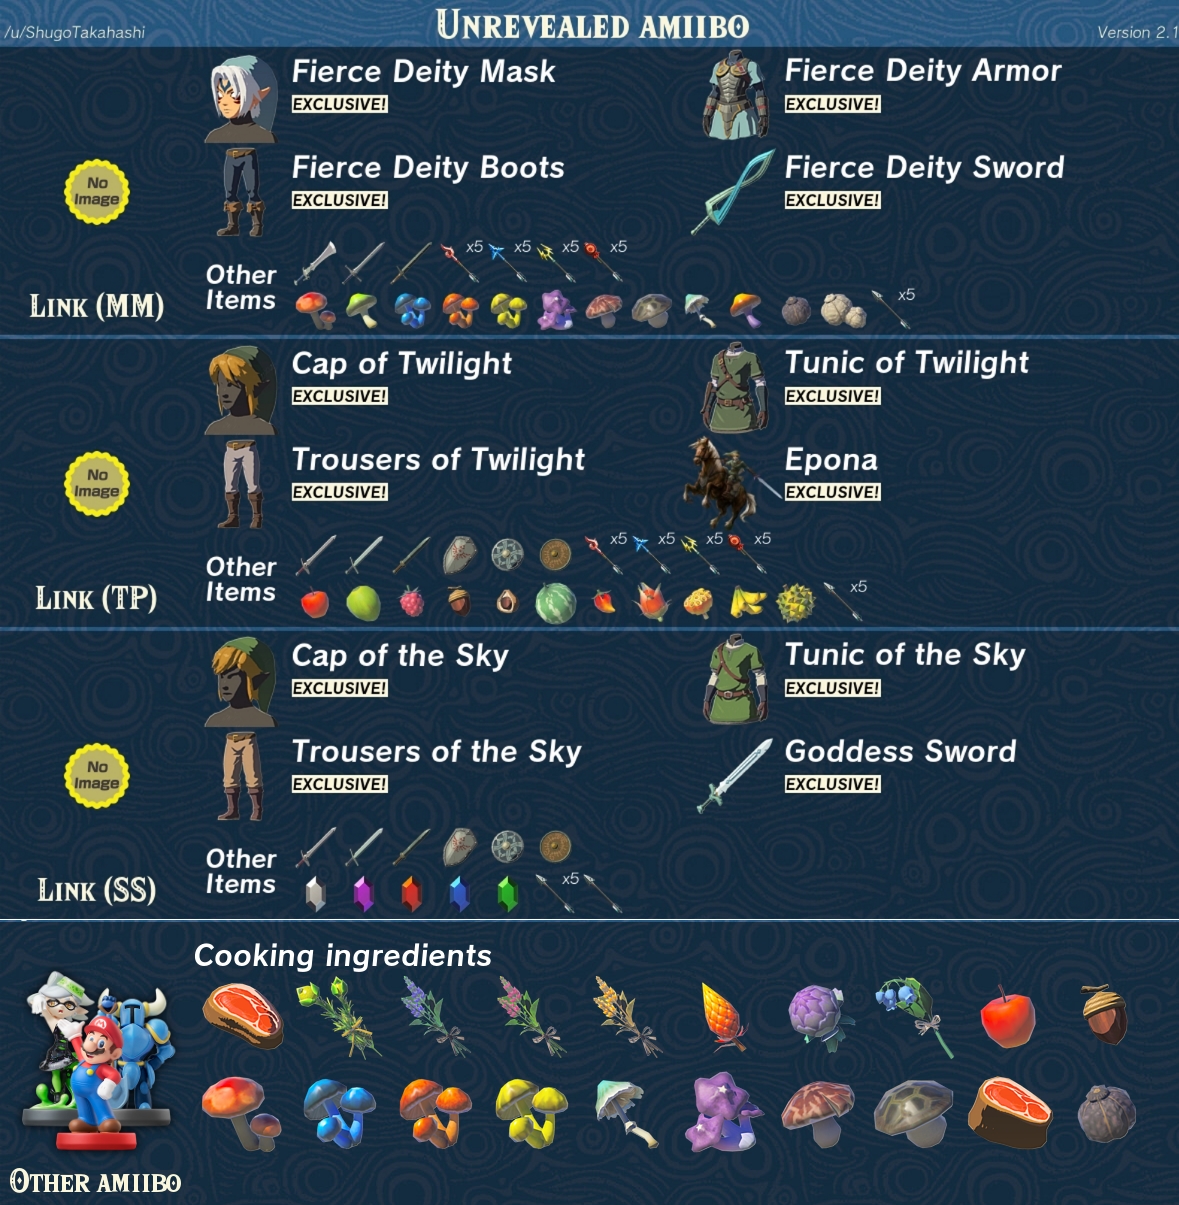 /u/ShugoTakahashi
Unrevealed amiibo
Version 2.1
Fierce Deity Mask
EXCLUSIVE!
Fierce Deity Armor
EXCLUSIVE!
No
Image
Fierce Deity Boots
EXCLUSIVE!
Fierce Deity Sword
EXCLUSIVE!
Link (MM)
Other
Items
x5
x5
x5
x5
x5
Cap of Twilight
EXCLUSIVE!
Tunic of Twilight
EXCLUSIVE!
No
Image
Trousers of Twilight
EXCLUSIVE!
Epona
EXCLUSIVE!
Link (TP)
Other
Items
x5
x5
x5
x5
x5
Cap of the Sky
EXCLUSIVE!
Tunic of the Sky
EXCLUSIVE!
No
Image
Trousers of the Sky
EXCLUSIVE!
Goddess Sword
EXCLUSIVE!
Link (SS)
Other
Items
x5
Cooking ingredients
Other amiibo